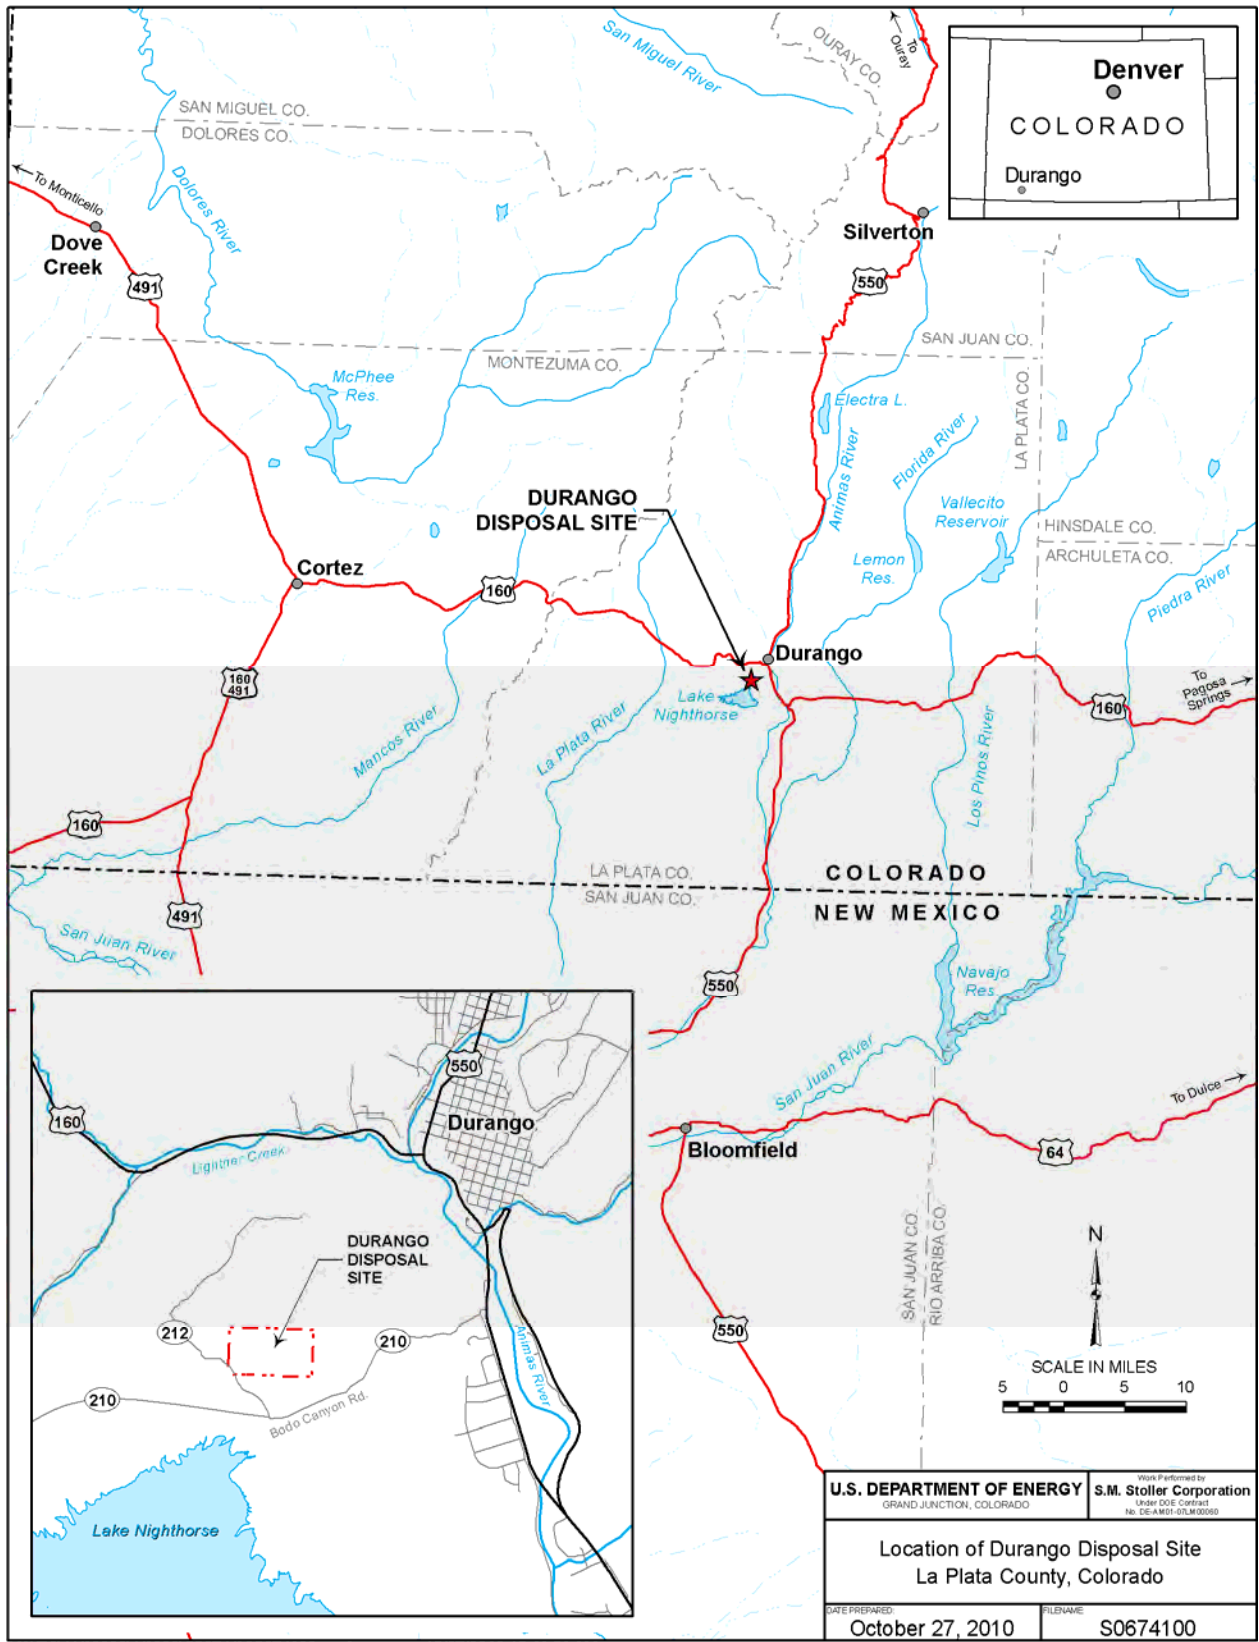 San Miguel River
OURAY CO.
To
Ouray
Denver
COLORADO
Durango
SAN MIGUEL CO.
DOLORES CO.
To Monticello
Dolores River
Dove
Creek
491
Silverton
550
SAN JUAN CO.
MONTEZUMA CO.
McPhee
Res.
LA PLATA CO.
Electra L.
Animas River
Florida River
Vallecito
Reservoir
DURANGO
DISPOSAL SITE
HINSDALE CO.
ARCHULETA CO.
Lemon
Res.
Piedra River
Cortez
160
Durango
160
491
Lake
Nighthorse
To
Pagosa
Springs
160
Mancos River
La Plata River
Los Pinos River
160
LA PLATA CO.
SAN JUAN CO.
COLORADO
NEW MEXICO
491
San Juan River
550
Navajo
Res.
San Juan River
To Dulce
Bloomfield
64
SAN JUAN CO.
RIO ARRIBA CO.
N
550
SCALE IN MILES
5 0 5 10
550
Durango
160
Lightner Creek
DURANGO
DISPOSAL
SITE
212
210
Animas River
210
Bodo Canyon Rd.
Lake Nighthorse
U.S. DEPARTMENT OF ENERGY
GRAND JUNCTION, COLORADO
Work Performed by
S.M. Stoller Corporation
Under DOE Contract
No. DE-AM01-07LM00060
Location of Durango Disposal Site
La Plata County, Colorado
DATE PREPARED:
October 27, 2010
FILENAME:
S0674100